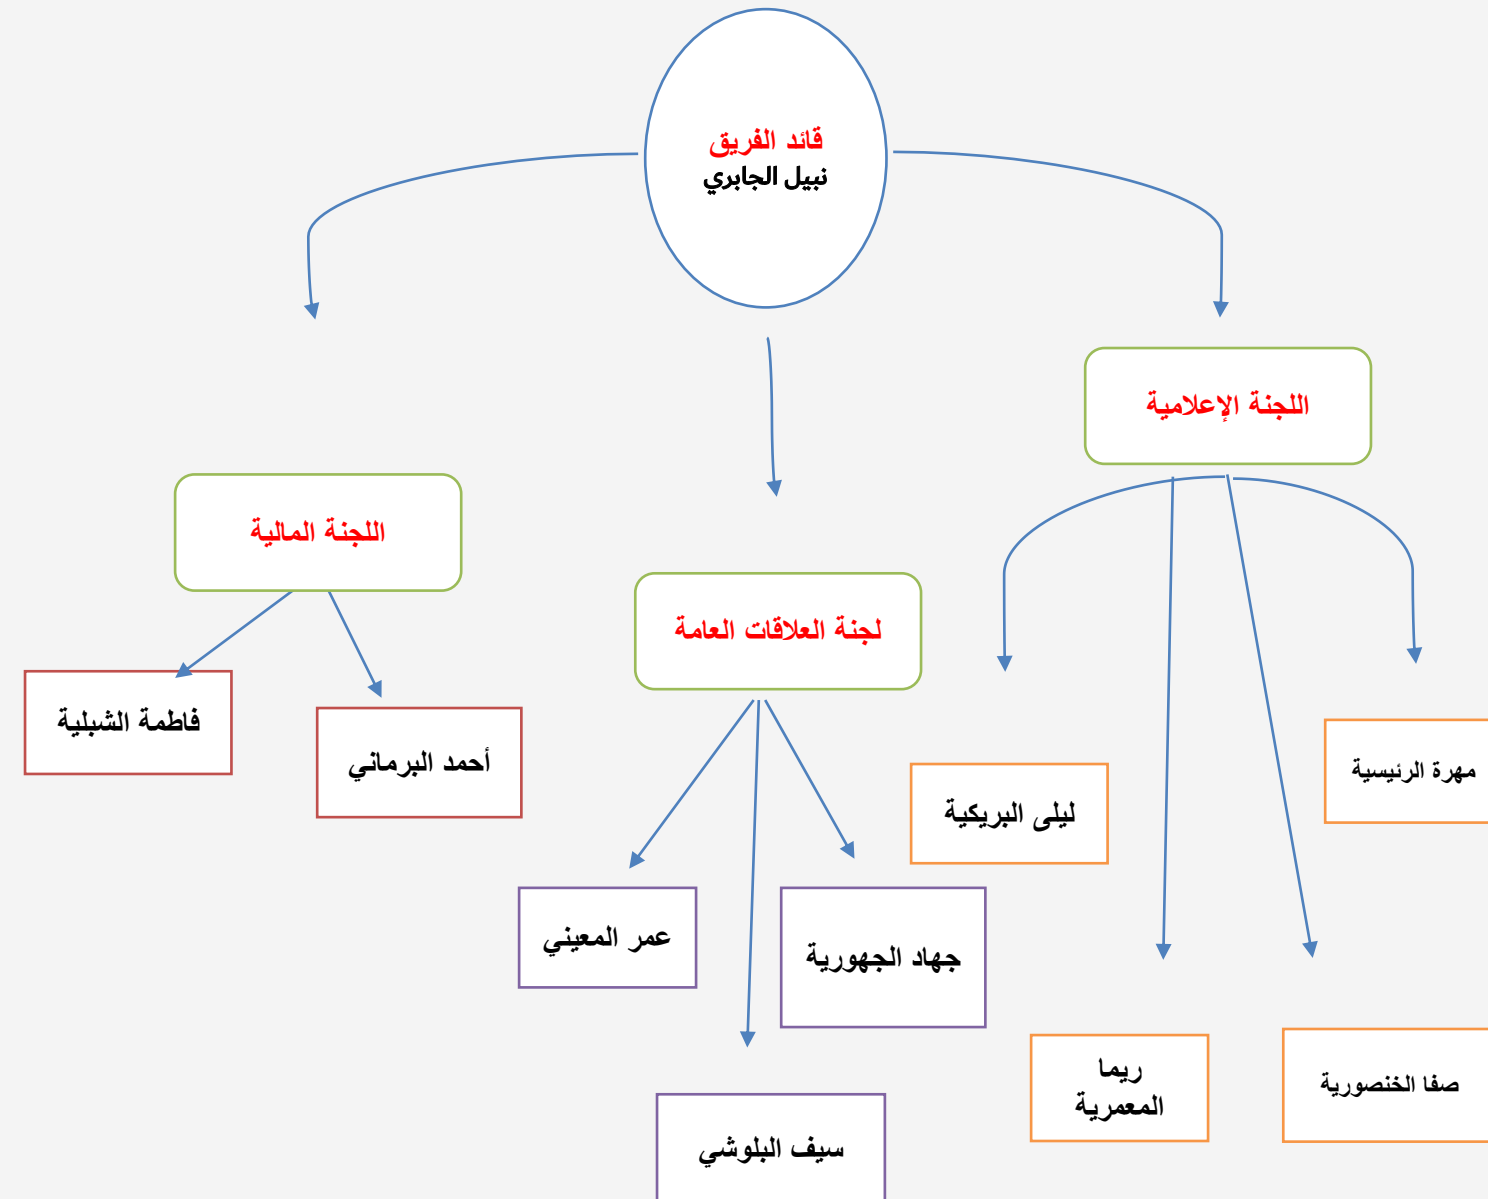 قائد الفريق
نبيل الجابري
اللجنة الإعلامية
اللجنة المالية
لجنة العلاقات العامة
مهرة الرئيسية
ليلى البريكية
صفا الخنصورية
ريما
المعمرية
جهاد الجهورية
عمر المعيني
سيف البلوشي
أحمد البرماني
فاطمة الشبلية